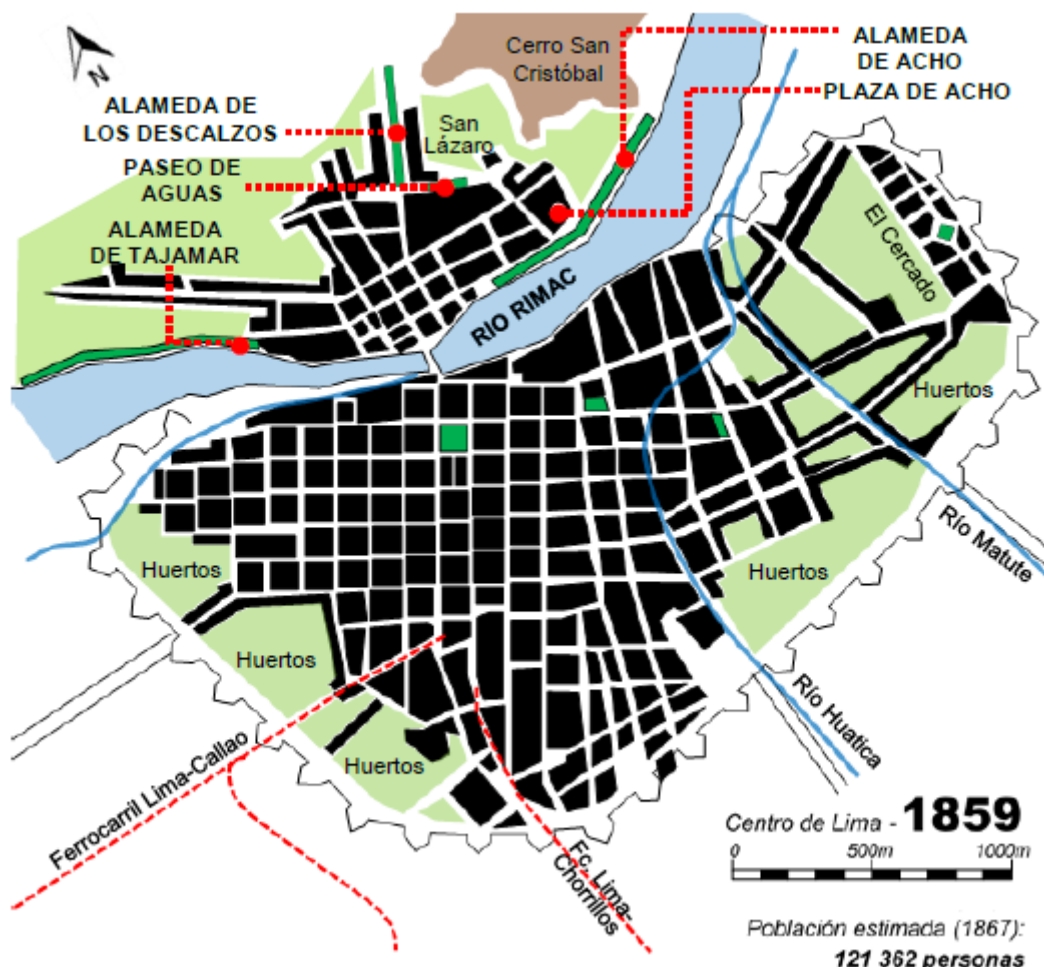 N
Cerro San
Cristóbal
ALAMEDA
DE ACHO
PLAZA DE ACHO
ALAMEDA DE
LOS DESCALZOS
San
Lázaro
PASEO DE
AGUAS
ALAMEDA
DE TAJAMAR
RIO RIMAC
El Cercado
Huertos
Río Matute
Huertos
Huertos
Huertos
Río Huatica
Huertos
Ferrocarril Lima-Callao
Fc. Lima-
Chorrillos
Centro de Lima - 1859
0 500m 1000m
Población estimada (1867):
121 362 personas